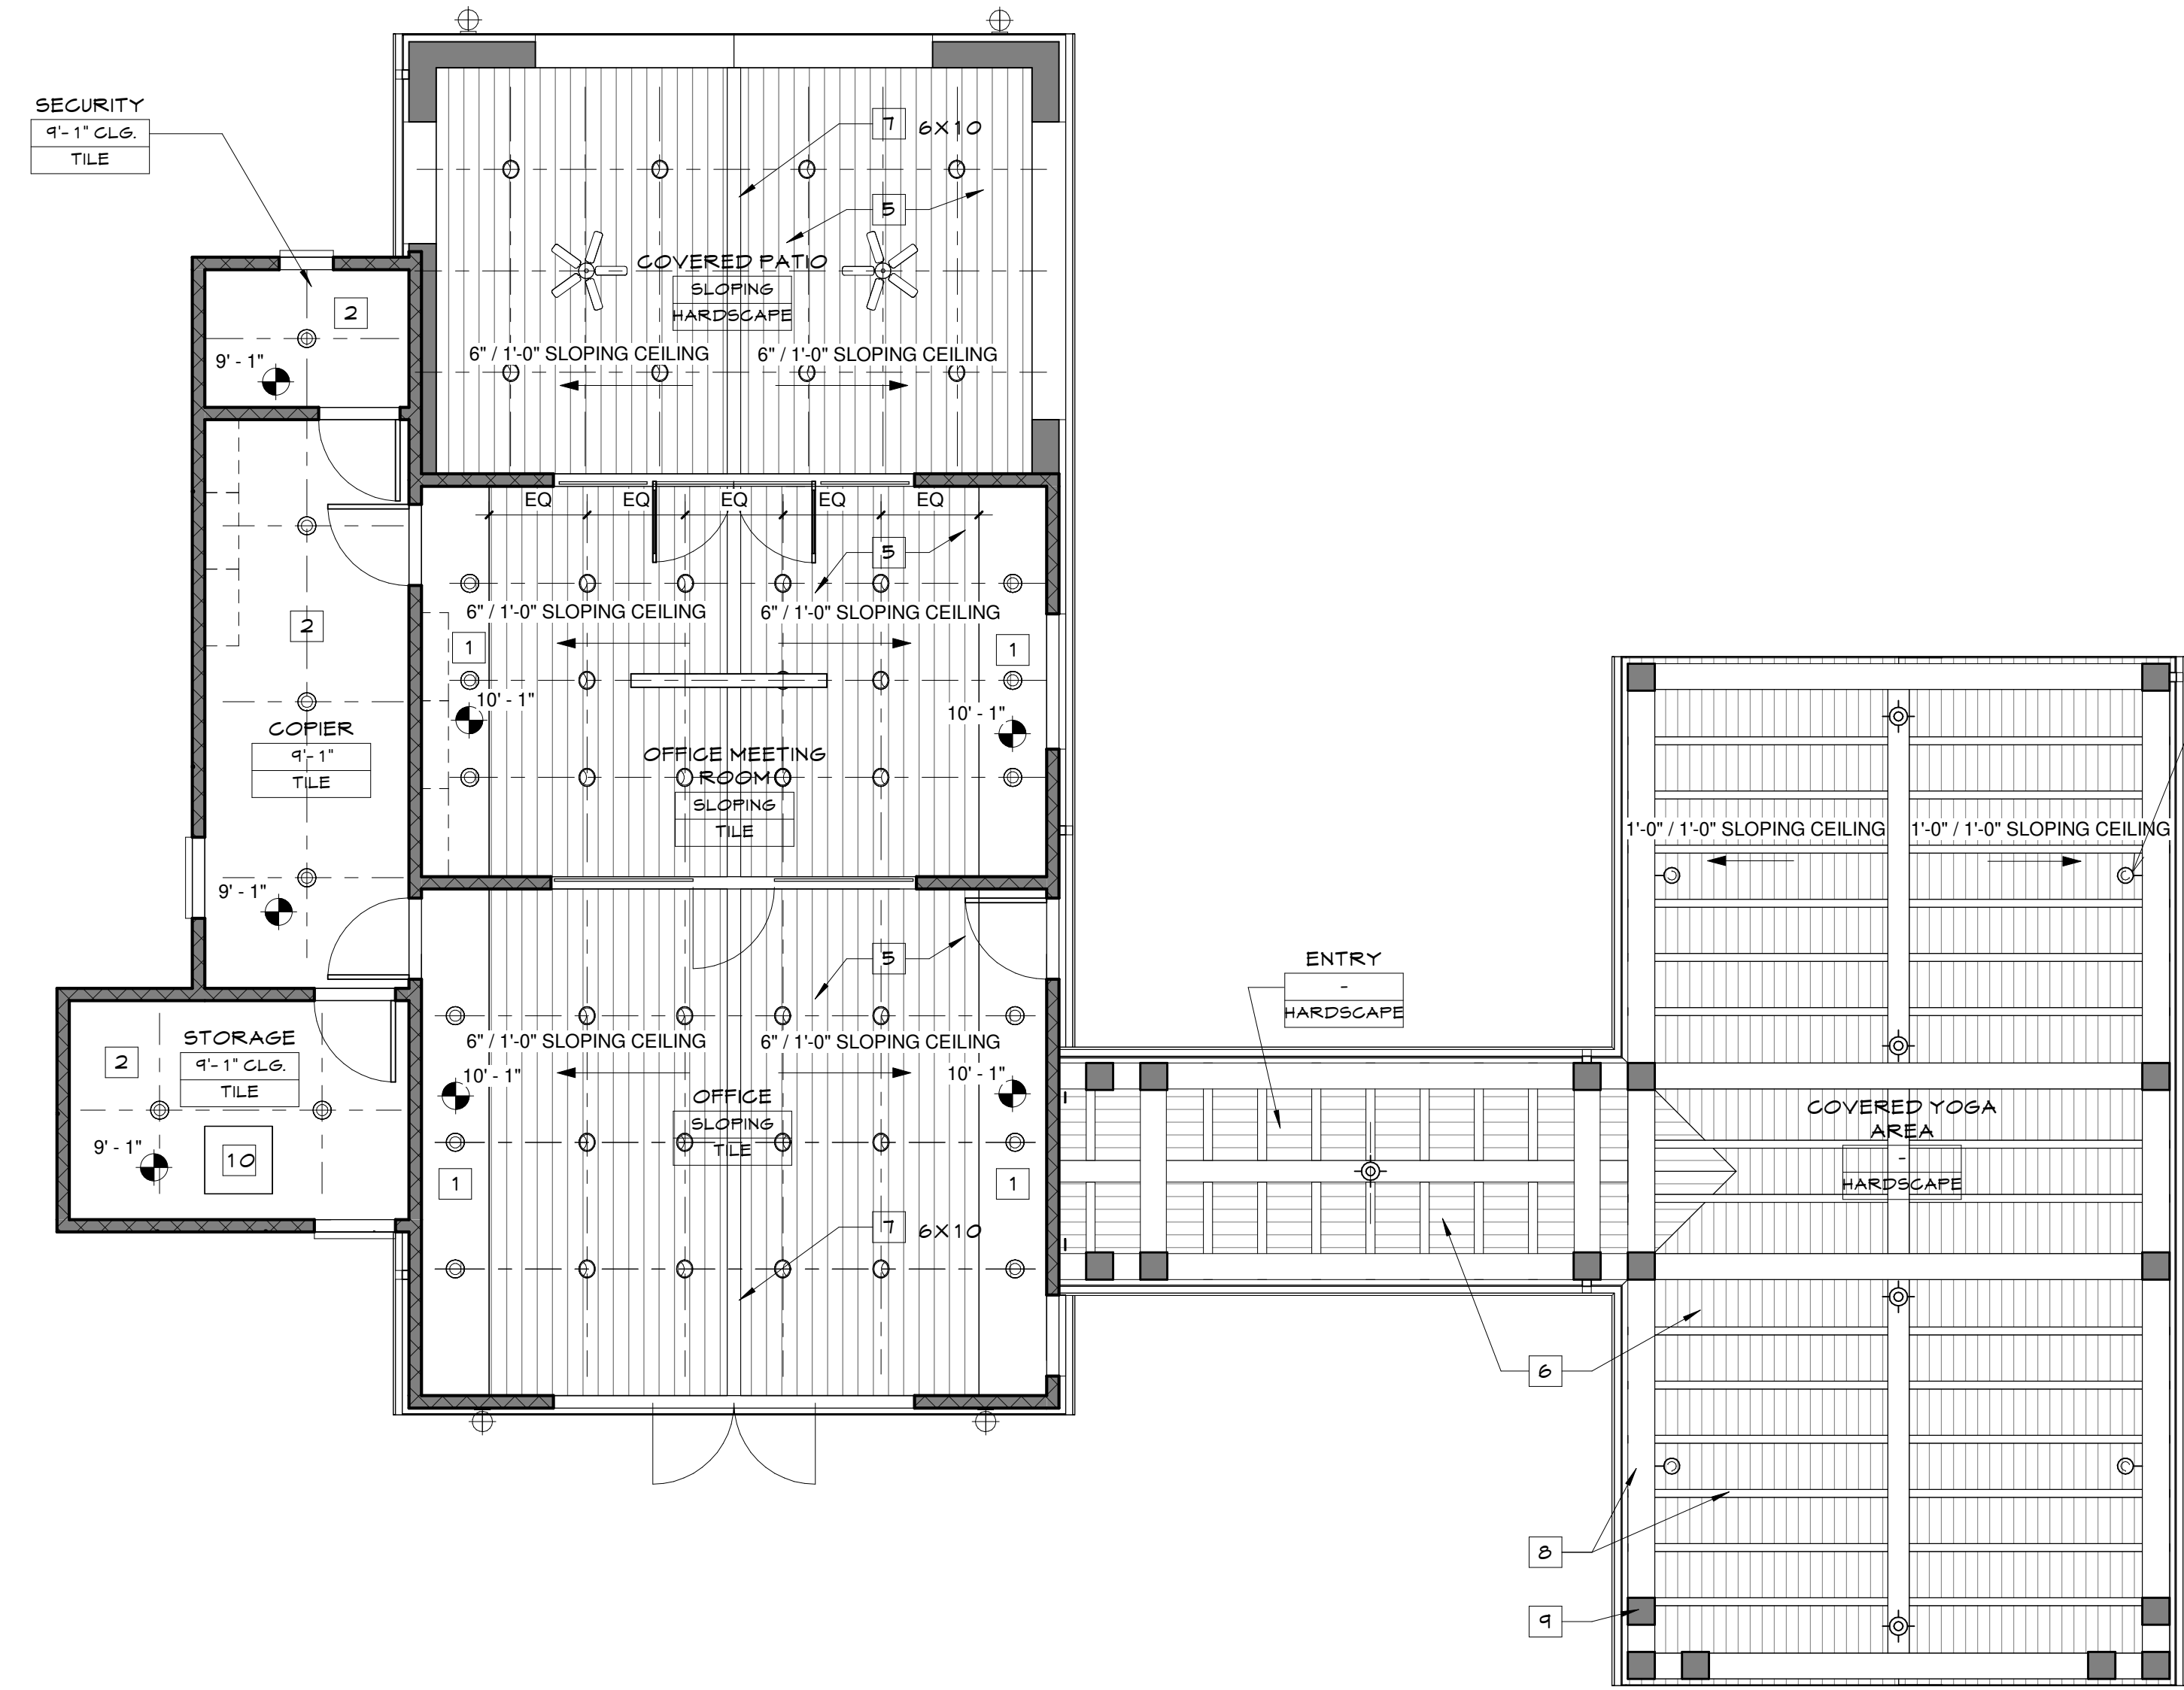 SECURITY
9'-1" CLG.
TILE
7 6X10
5
COVERED PATIO
SLOPING
HARDSCAPE
6" / 1'-0" SLOPING CEILING
6" / 1'-0" SLOPING CEILING
2
9' - 1"
EQ EQ EQ EQ EQ
5
6" / 1'-0" SLOPING CEILING
6" / 1'-0" SLOPING CEILING
2
1
1
10' - 1"
10' - 1"
COPIER
9'-1"
TILE
OFFICE MEETING
ROOM
SLOPING
TILE
9' - 1"
1'-0" / 1'-0" SLOPING CEILING
1'-0" / 1'-0" SLOPING CEILING
5
ENTRY
-
HARDSCAPE
STORAGE
9'-1" CLG.
TILE
2
9' - 1"
10
6" / 1'-0" SLOPING CEILING
6" / 1'-0" SLOPING CEILING
10' - 1"
10' - 1"
OFFICE
SLOPING
TILE
1
1
7 6X10
COVERED YOGA
AREA
-
HARDSCAPE
6
8
9